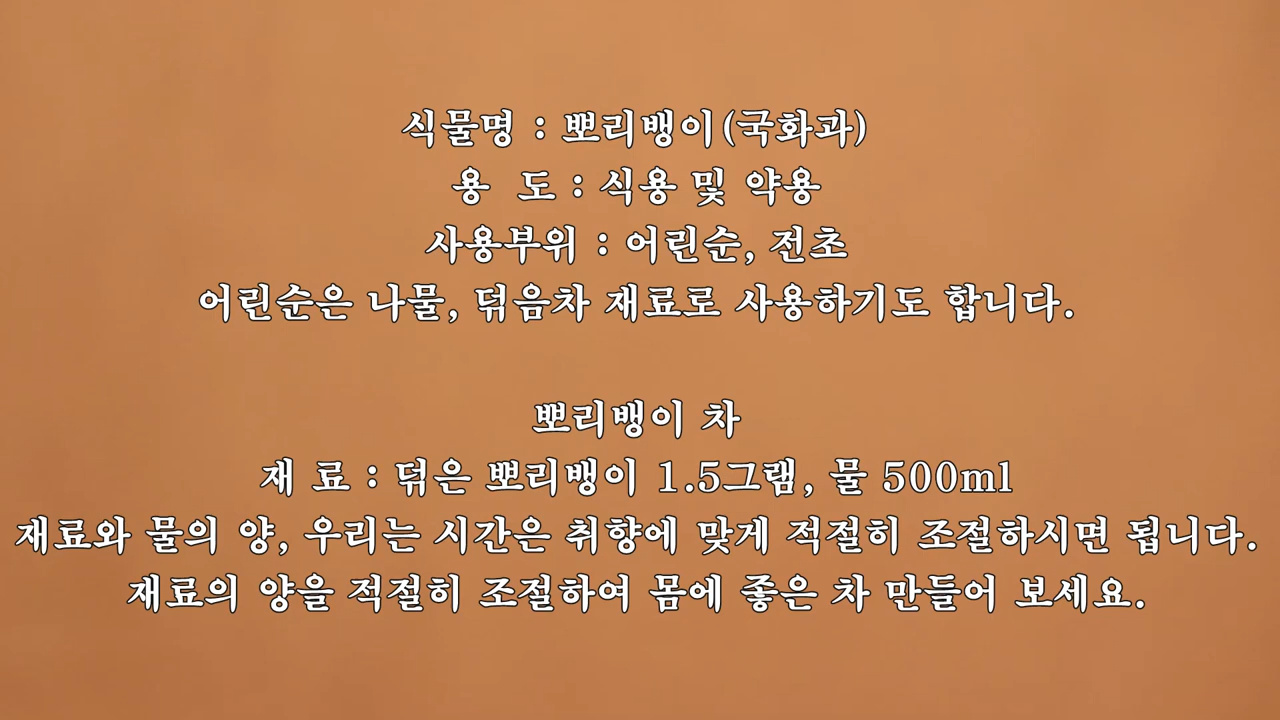 식물명 : 뽀리뱅이(국화과)
용 도 : 식용 및 약용
사용부위 : 어린순, 전초
어린순은 나물, 덖음차 재료로 사용하기도 합니다.
뽀리뱅이 차
재 료 : 덖은 뽀리뱅이 1.5그램, 물 500ml
재료와 물의 양, 우리는 시간은 취향에 맞게 적절히 조절하시면 됩니다.
재료의 양을 적절히 조절하여 몸에 좋은 차 만들어 보세요.